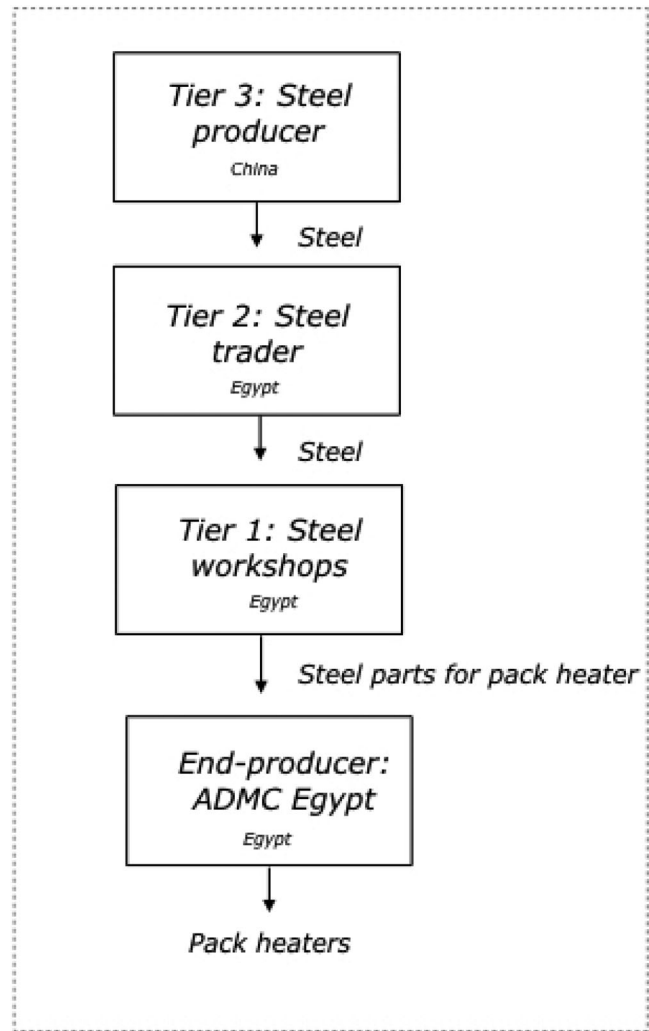 Tier 3: Steel
producer
China
Steel
Tier 2: Steel
trader
Egypt
Steel
Tier 1: Steel
workshops
Egypt
Steel parts for pack heater
End-producer:
ADMC Egypt
Egypt
Pack heaters